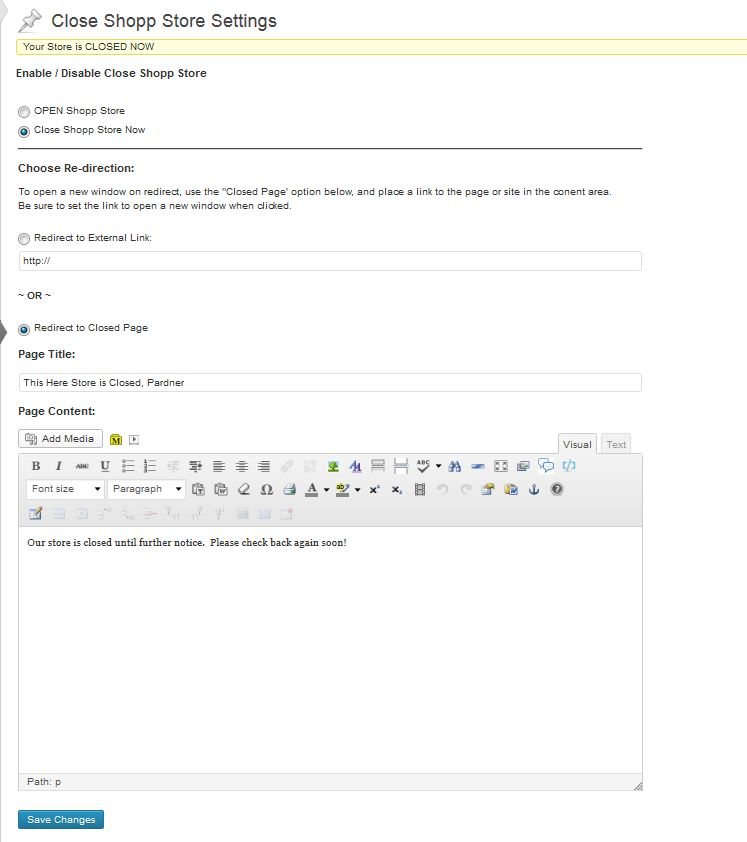 Close Shopp Store Settings
Your Store is CLOSED NOW
Enable / Disable Close Shopp Store
OPEN Shopp Store
Close Shopp Store Now
Choose Re-direction:
To open a new window on redirect, use the "Closed Page' option below, and place a link to the page or site in the conent area.
Be sure to set the link to open a new window when clicked.
Redirect to External Link:
http://
~ OR ~
Redirect to Closed Page
Page Title:
This Here Store is Closed, Pardner
Page Content:
Add Media M
Visual Text
B I ABC U ABC
Font size Paragraph Ω A ab x² x₂
Our store is closed until further notice. Please check back again soon!
Path: p
Save Changes